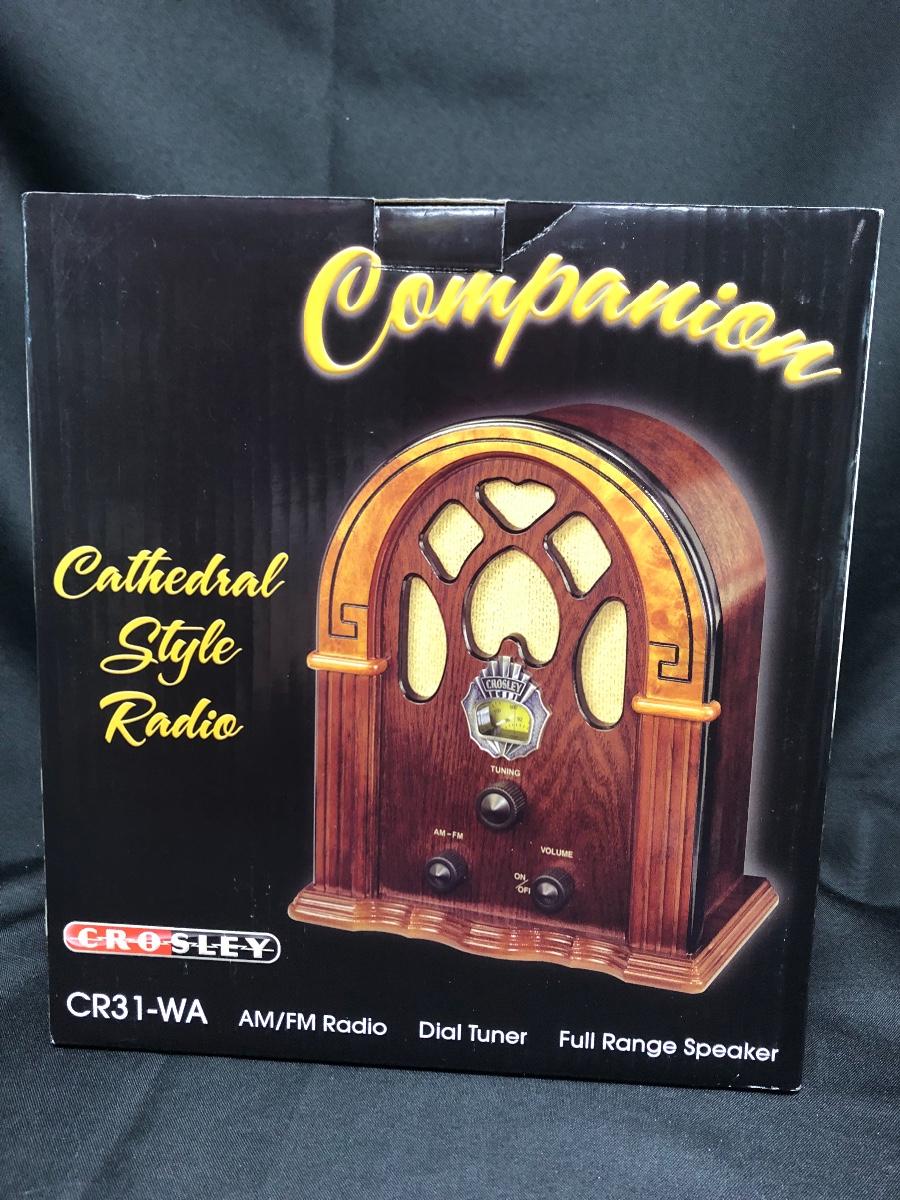 Companion
Cathedral
Style
Radio
CROSLEY
TUNING
AM-FM
VOLUME
ON/
OFF
CROSLEY
CR31-WA AM/FM Radio Dial Tuner Full Range Speaker